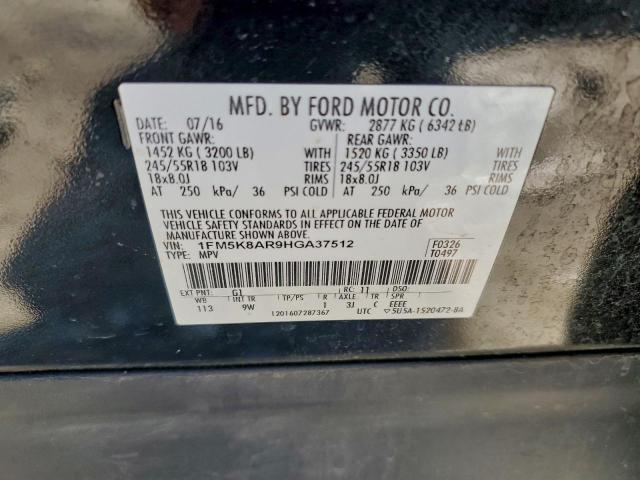 MFD. BY FORD MOTOR CO.
DATE: 07/16 GVWR: 2877 KG ( 6342 LB)
FRONT GAWR: REAR GAWR:
1452 KG ( 3200 LB) WITH 1520 KG ( 3350 LB) WITH
245/55R18 103V TIRES 245/55R18 103V TIRES
18x8.0J RIMS 18x8.0J RIMS
AT 250 kPa/ 36 PSI COLD AT 250 kPa/ 36 PSI COLD
THIS VEHICLE CONFORMS TO ALL APPLICABLE FEDERAL MOTOR
VEHICLE SAFETY STANDARDS IN EFFECT ON THE DATE OF
MANUFACTURE SHOWN ABOVE.
VIN: 1FM5K8AR9HGA37512 F0326
TYPE: MPV T0497
EXT PNT: G1 RC: 11 DSO:
WB INT TR TP/PS R AXLE TR SPR
113 9W 1 3J C EEEE
1201607287367 UTC ▽5U5A-1520472-BA